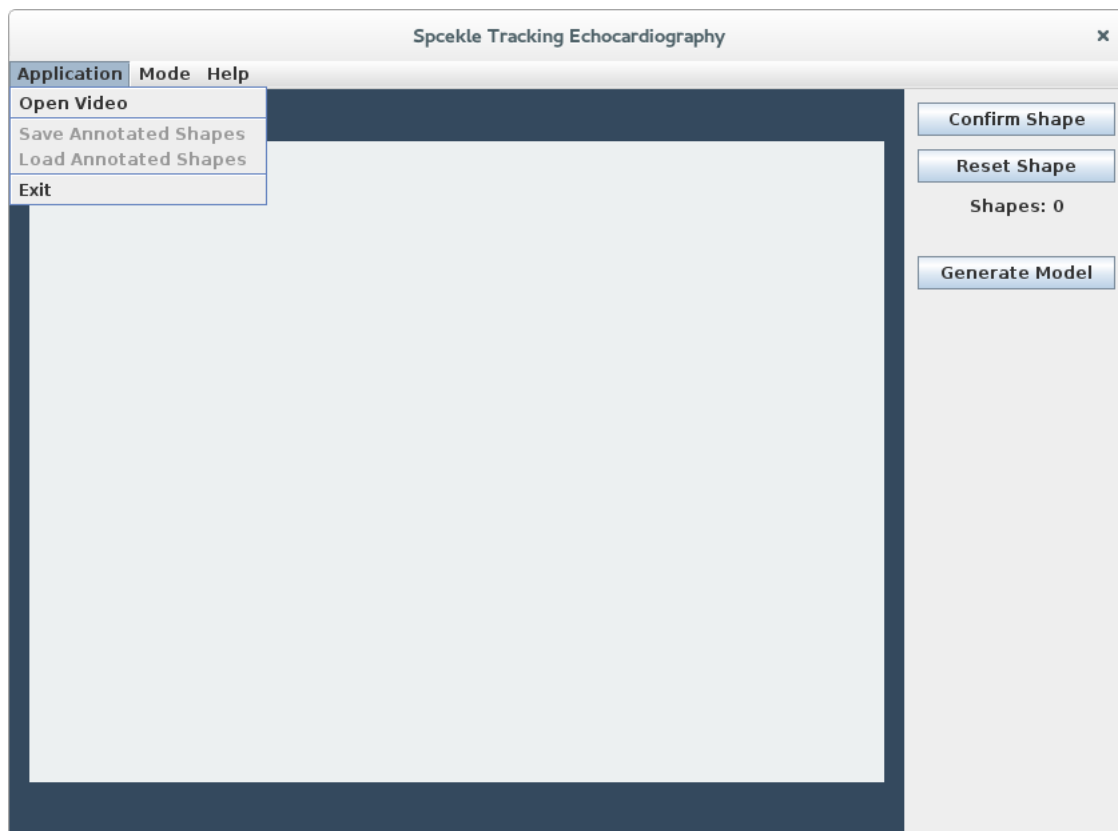 Spcekle Tracking Echocardiography
Application Mode Help
Open Video
Save Annotated Shapes
Load Annotated Shapes
Exit
Confirm Shape
Reset Shape
Shapes: 0
Generate Model